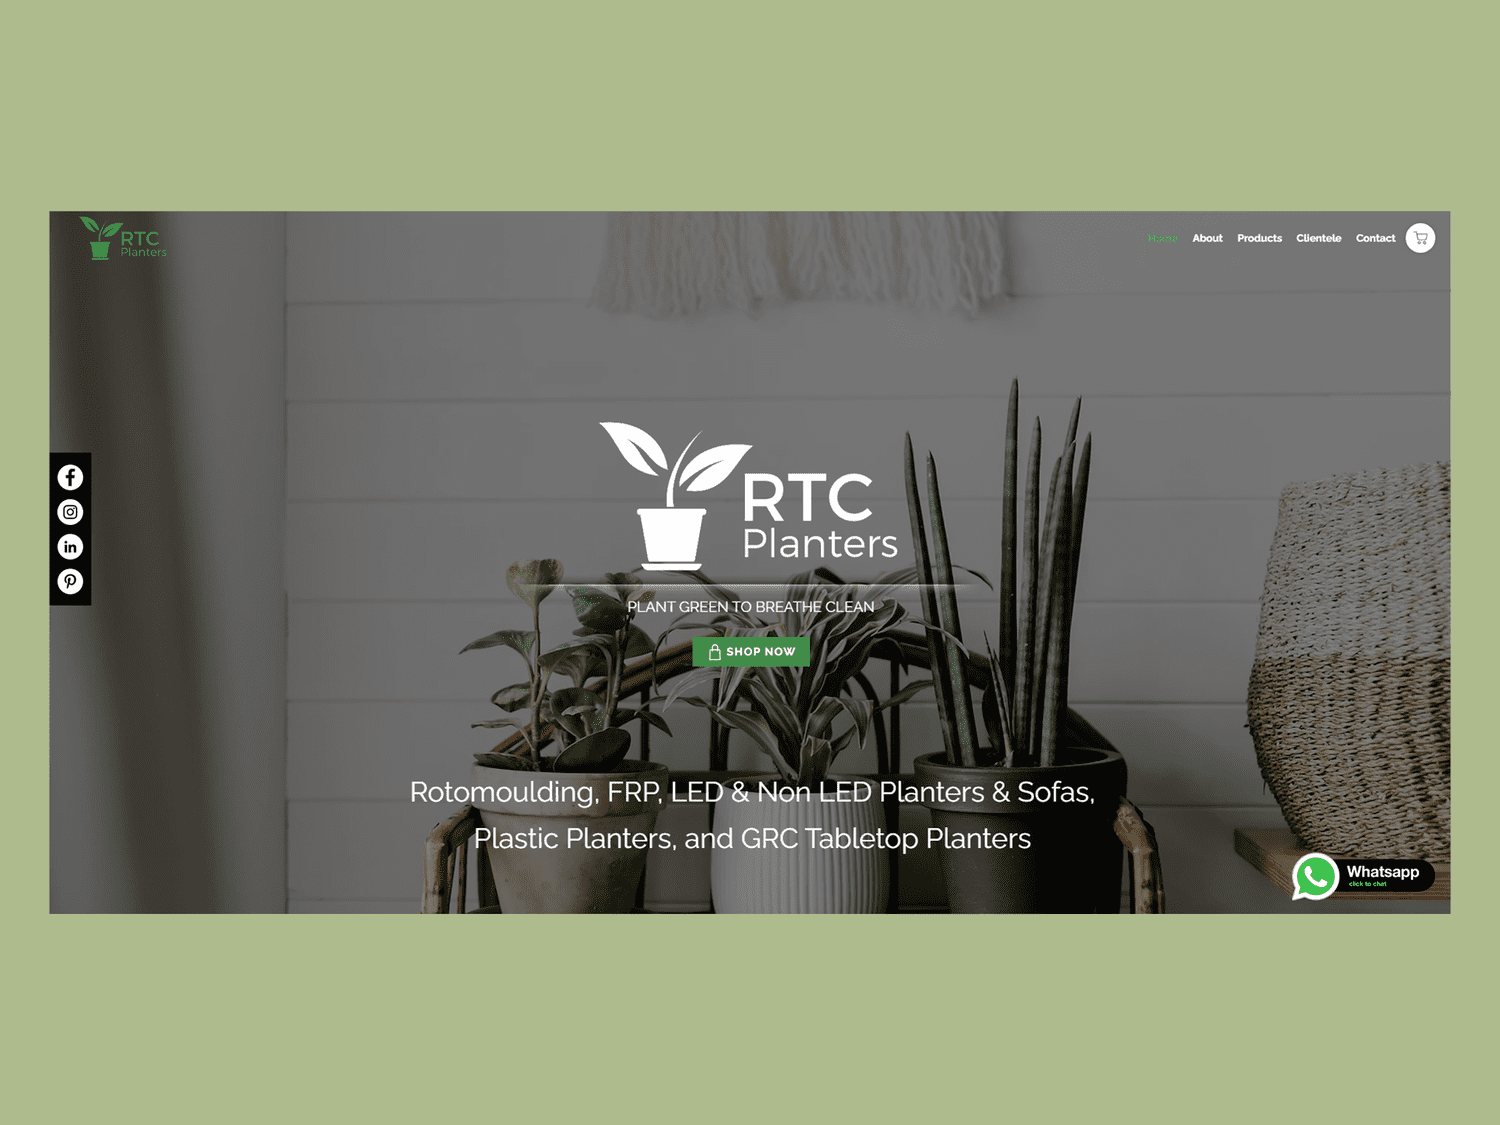 RTC
Planters
Home About Products Clientele Contact
RTC
Planters
PLANT GREEN TO BREATHE CLEAN
SHOP NOW
Rotomoulding, FRP, LED & Non LED Planters & Sofas,
Plastic Planters, and GRC Tabletop Planters
Whatsapp
click to chat